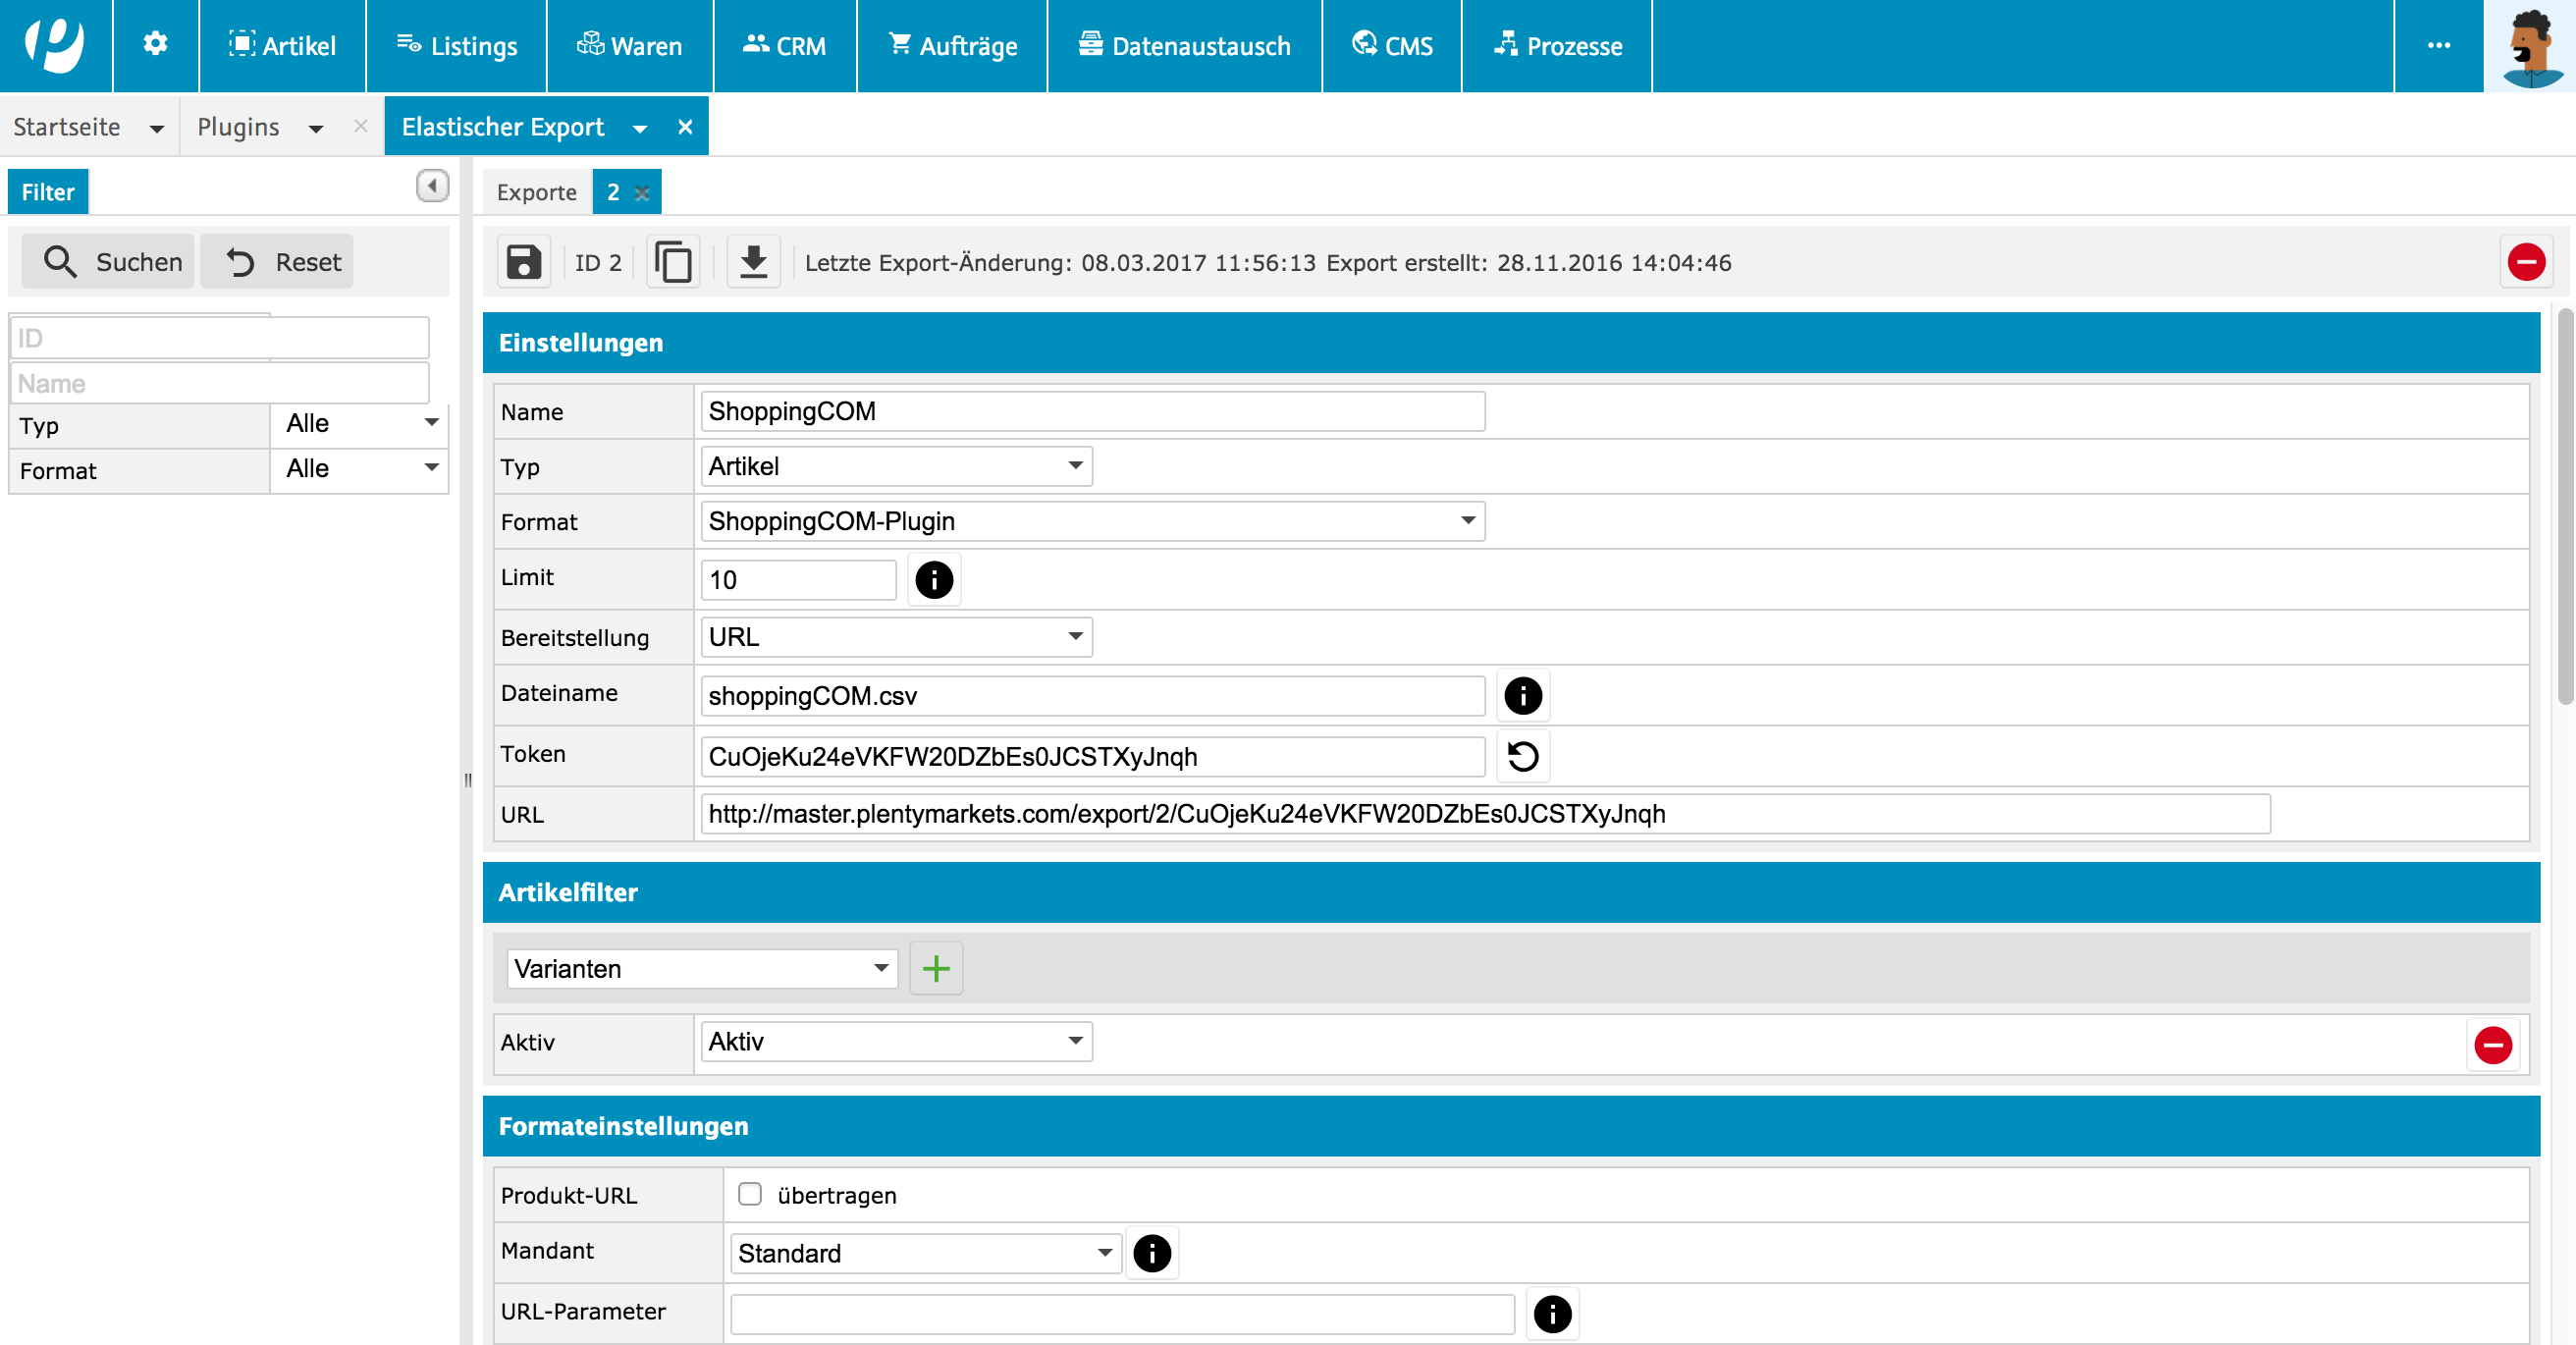 Artikel Listings Waren CRM Aufträge Datenaustausch CMS Prozesse
Startseite Plugins Elastischer Export
Filter
Suchen Reset
ID
Name
Typ Alle
Format Alle
Exporte 2
ID 2 Letzte Export-Änderung: 08.03.2017 11:56:13 Export erstellt: 28.11.2016 14:04:46
Einstellungen
Name ShoppingCOM
Typ Artikel
Format ShoppingCOM-Plugin
Limit 10
Bereitstellung URL
Dateiname shoppingCOM.csv
Token CuOjeKu24eVKFW20DZbEs0JCSTXyJnqh
URL http://master.plentymarkets.com/export/2/CuOjeKu24eVKFW20DZbEs0JCSTXyJnqh
Artikelfilter
Varianten
Aktiv Aktiv
Formateinstellungen
Produkt-URL übertragen
Mandant Standard
URL-Parameter